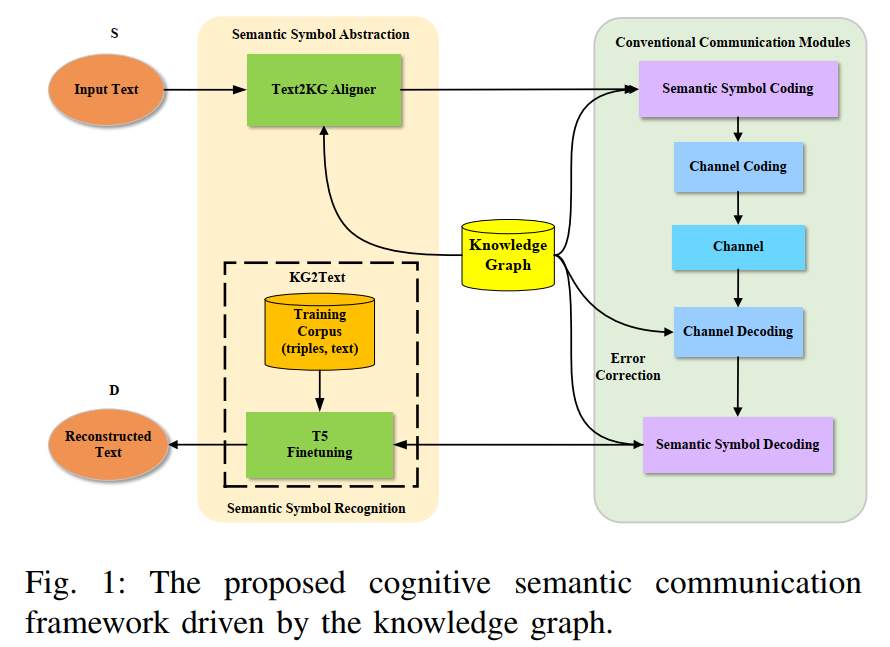 S
Semantic Symbol Abstraction
Conventional Communication Modules
Input Text
Text2KG Aligner
Semantic Symbol Coding
Channel Coding
Knowledge
Graph
Channel
KG2Text
Training
Corpus
(triples, text)
Channel Decoding
Error
Correction
D
Reconstructed
Text
T5
Finetuning
Semantic Symbol Decoding
Semantic Symbol Recognition
Fig. 1: The proposed cognitive semantic communication
framework driven by the knowledge graph.